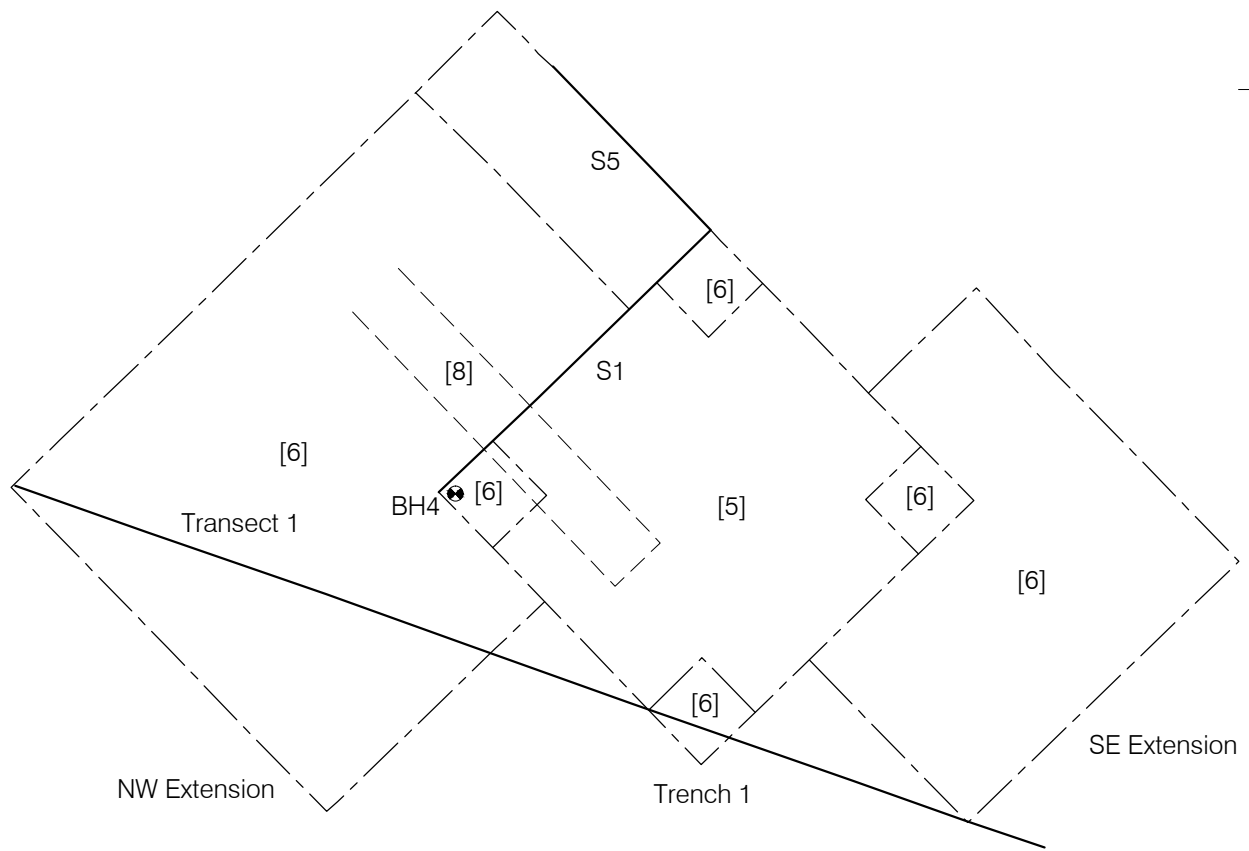 S5
[6]
S1
[8]
[6]
[6]
BH4
[6]
[5]
Transect 1
[6]
[6]
SE Extension
NW Extension
Trench 1